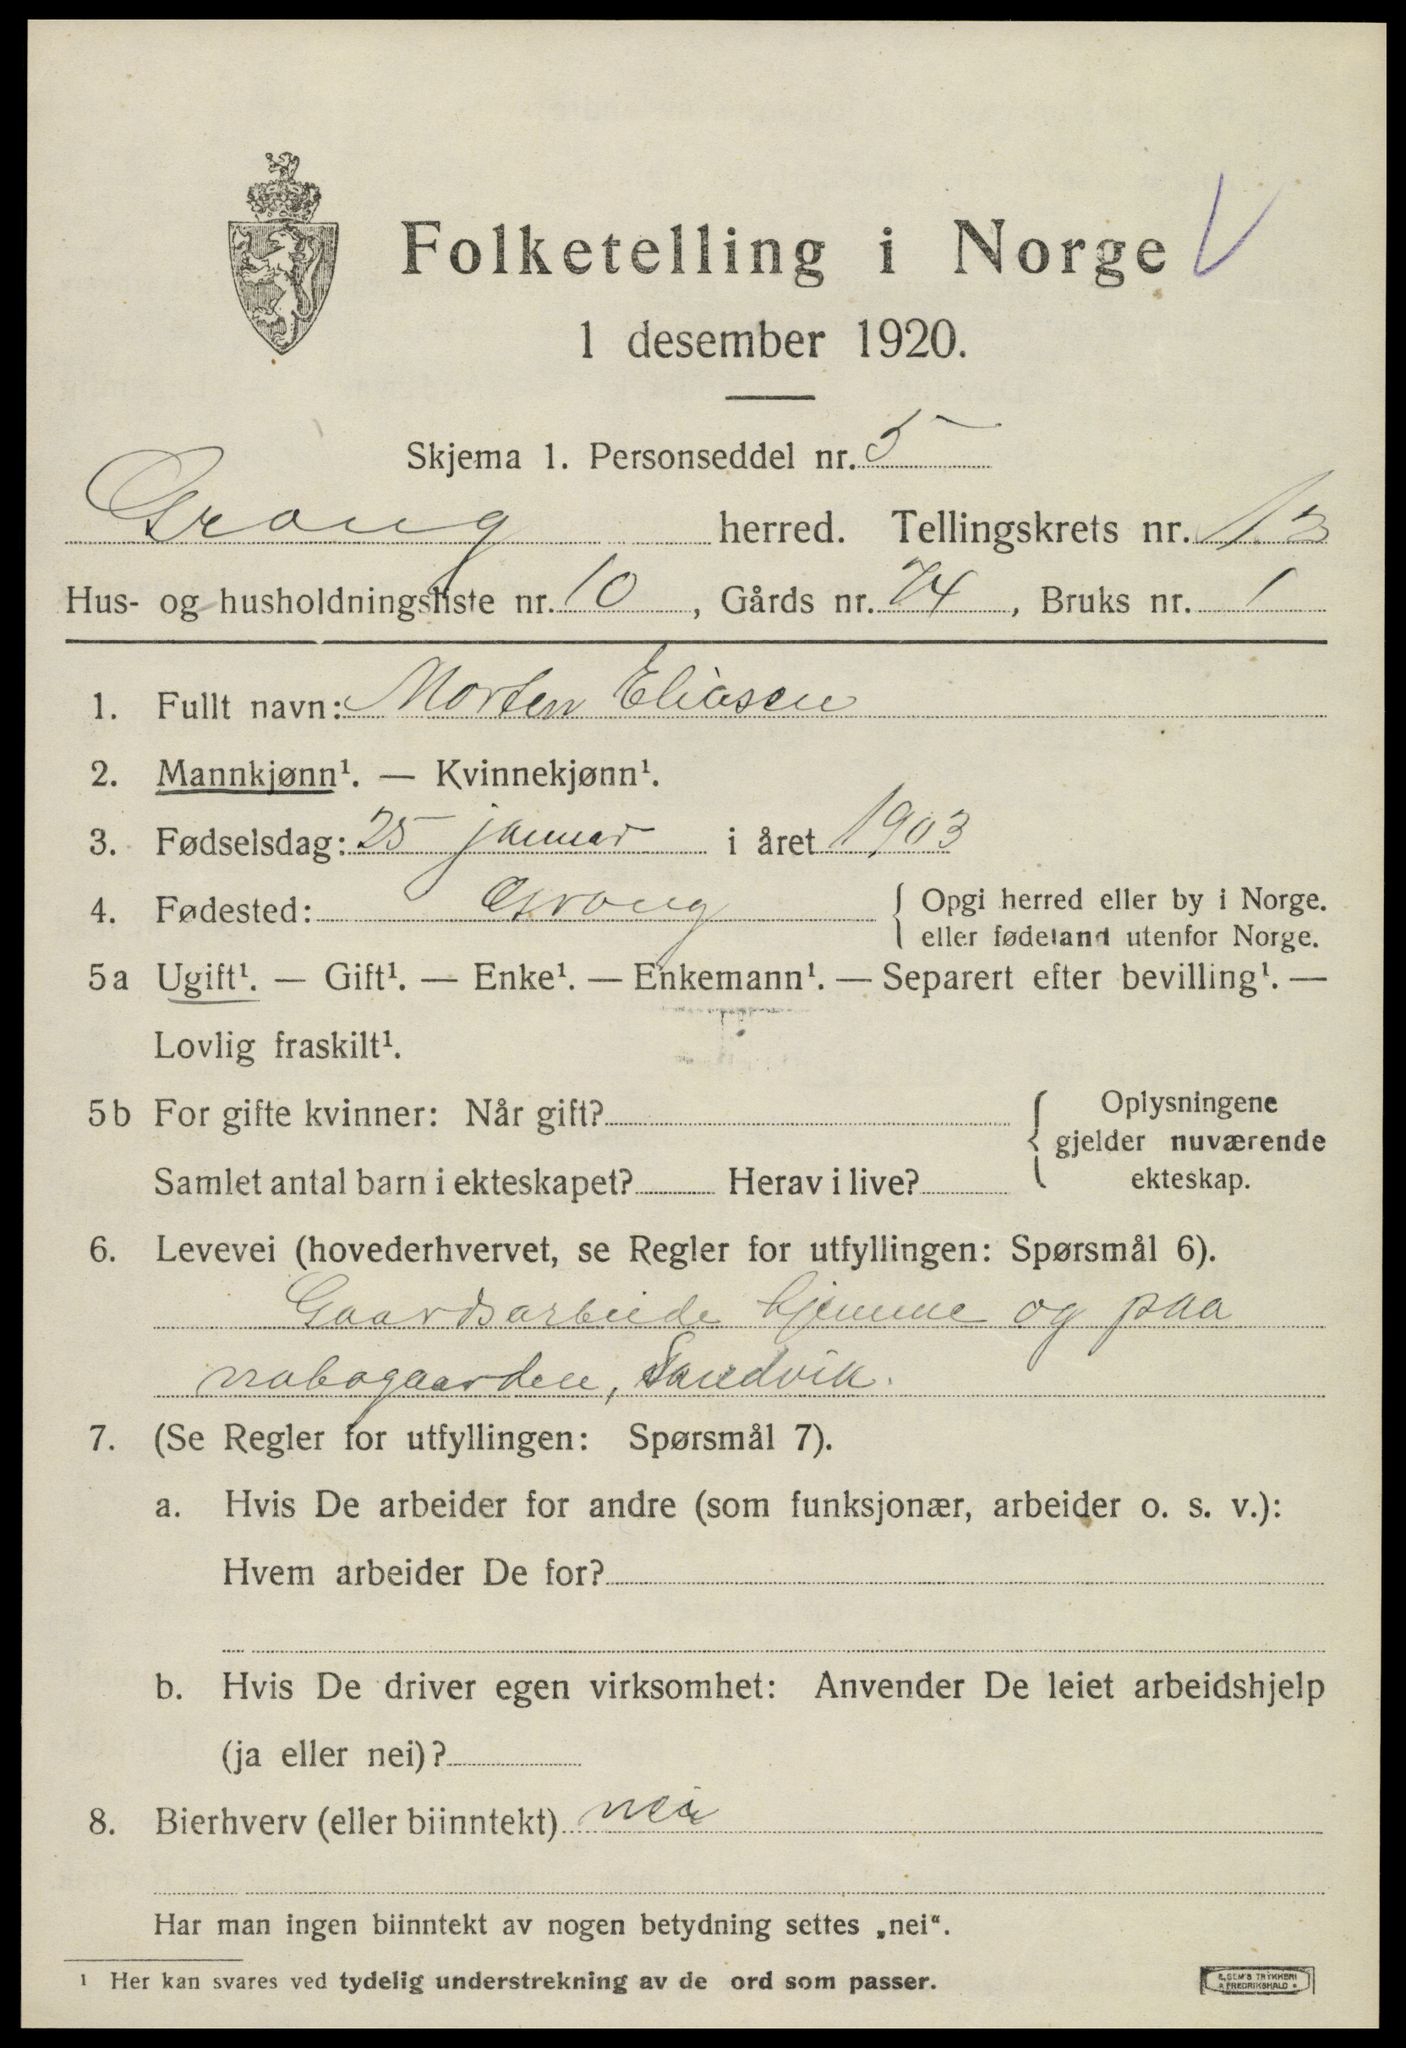 Folketelling i Norge
1 desember 1920.
Skjema 1. Personseddel nr. 5
Grong herred. Tellingskrets nr. 13
Hus- og husholdningsliste nr. 10, Gårds nr. 74, Bruks nr. 1
1. Fullt navn: Morten Eliasen
2. Mannkjønn¹. — Kvinnekjønn¹.
3. Fødselsdag: 25 januar i året 1903
4. Fødested: Grong { Opgi herred eller by i Norge.
eller fødeland utenfor Norge.
5a Ugift¹. — Gift¹. — Enke¹. — Enkemann¹. — Separert efter bevilling¹. —
Lovlig fraskilt¹.
5b For gifte kvinner: Når gift? { Oplysningene
gjelder nuværende
Samlet antal barn i ekteskapet? Herav i live? ekteskap.
6. Levevei (hovederhvervet, se Regler for utfyllingen: Spørsmål 6).
Gaardsarbeide hjemme og paa
nabogaarden, Sandvik.
7. (Se Regler for utfyllingen: Spørsmål 7).
a. Hvis De arbeider for andre (som funksjonær, arbeider o. s. v.):
Hvem arbeider De for?
b. Hvis De driver egen virksomhet: Anvender De leiet arbeidshjelp
(ja eller nei)?
8. Bierhverv (eller biinntekt) nei
Har man ingen biinntekt av nogen betydning settes „nei“.
¹ Her kan svares ved tydelig understrekning av de ord som passer.
E. SEM'S TRYKKERI
FREDRIKSHALD